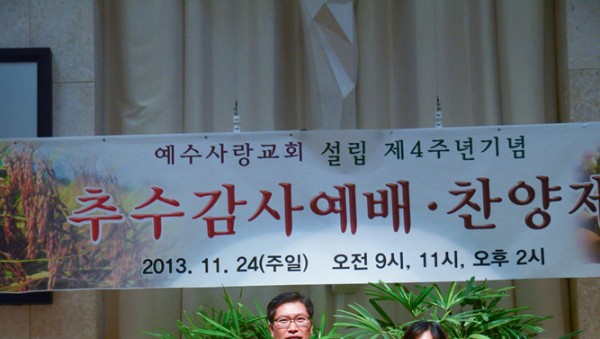 예수사랑교회 설립 제4주년기념
추수감사예배·찬양제
2013. 11. 24(주일) 오전 9시, 11시, 오후 2시